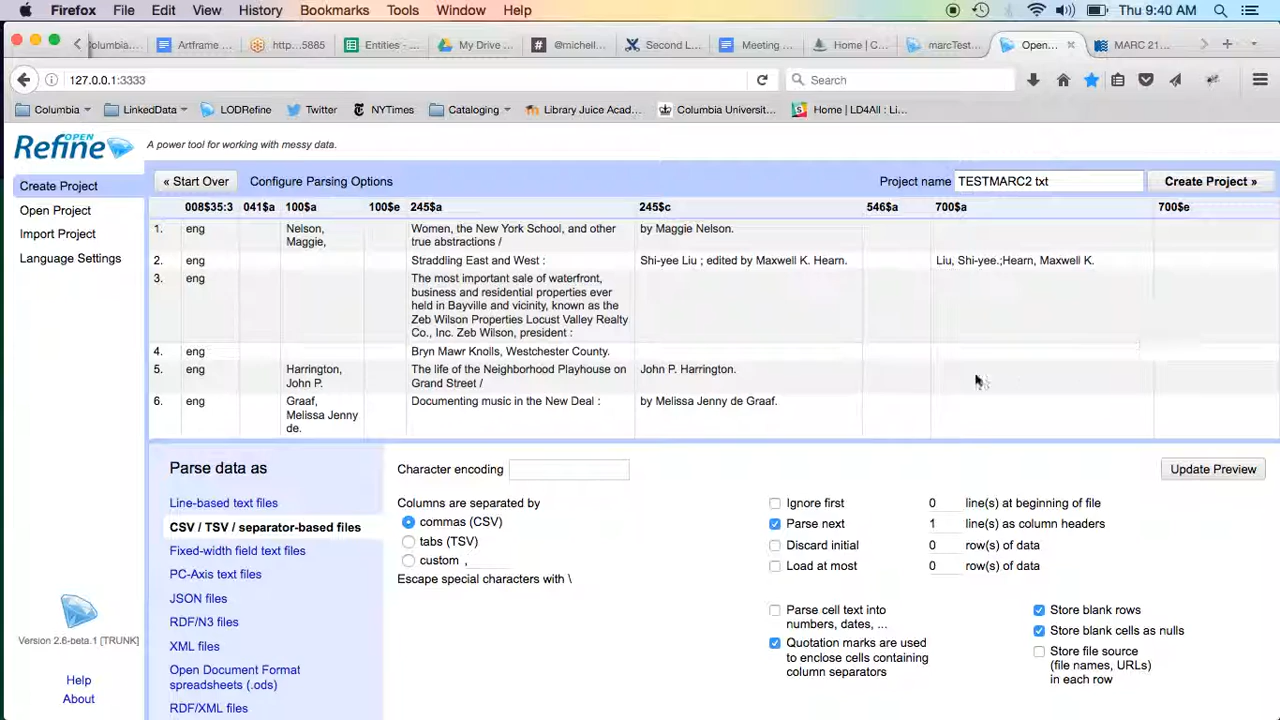 Firefox File Edit View History Bookmarks Tools Window Help Thu 9:40 AM
olumbia... Artframe... http...5885 Entities - ... My Drive ... @michell... Second L... Meeting ... Home | C... marcTest... Open... MARC 21...
127.0.0.1:3333 Search
Columbia LinkedData LODRefine Twitter NYTimes Cataloging Library Juice Acad... Columbia Universit... Home | LD4All : Li...
OPEN
Refine A power tool for working with messy data.
Create Project « Start Over Configure Parsing Options Project name TESTMARC2 txt Create Project »
Open Project
Import Project
Language Settings
008$35:3 041$a 100$a 100$e 245$a 245$c 546$a 700$a 700$e
1. eng Nelson, Women, the New York School, and other by Maggie Nelson.
Maggie, true abstractions /
2. eng Straddling East and West : Shi-yee Liu ; edited by Maxwell K. Hearn. Liu, Shi-yee.;Hearn, Maxwell K.
3. eng The most important sale of waterfront,
business and residential properties ever
held in Bayville and vicinity, known as the
Zeb Wilson Properties Locust Valley Realty
Co., Inc. Zeb Wilson, president :
4. eng Bryn Mawr Knolls, Westchester County.
5. eng Harrington, The life of the Neighborhood Playhouse on John P. Harrington.
John P. Grand Street /
6. eng Graaf, Documenting music in the New Deal : by Melissa Jenny de Graaf.
Melissa Jenny
de.
Parse data as
Line-based text files
CSV / TSV / separator-based files
Fixed-width field text files
PC-Axis text files
JSON files
RDF/N3 files
XML files
Open Document Format
spreadsheets (.ods)
RDF/XML files
Character encoding Update Preview
Columns are separated by
commas (CSV)
tabs (TSV)
custom ,
Escape special characters with \
Ignore first 0 line(s) at beginning of file
Parse next 1 line(s) as column headers
Discard initial 0 row(s) of data
Load at most 0 row(s) of data
Parse cell text into
numbers, dates, ...
Quotation marks are used
to enclose cells containing
column separators
Store blank rows
Store blank cells as nulls
Store file source
(file names, URLs)
in each row
Version 2.6-beta.1 [TRUNK]
Help
About